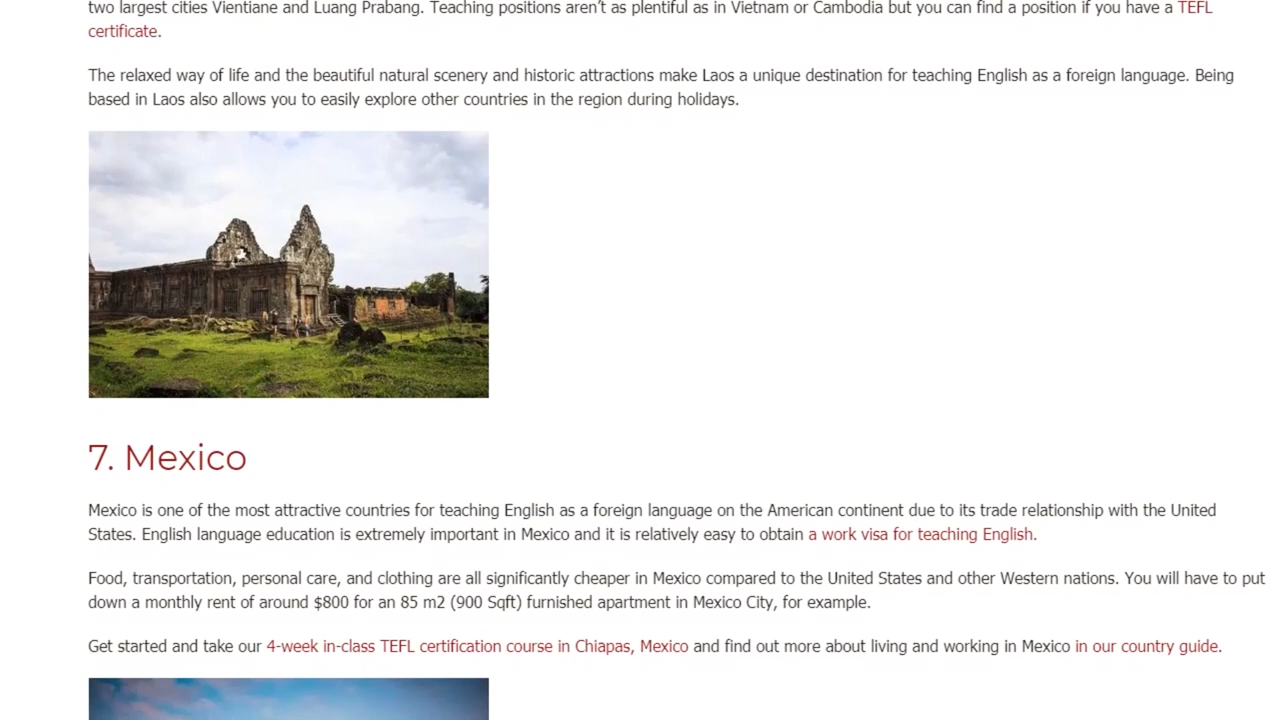 two largest cities Vientiane and Luang Prabang. Teaching positions aren't as plentiful as in Vietnam or Cambodia but you can find a position if you have a TEFL
certificate.
The relaxed way of life and the beautiful natural scenery and historic attractions make Laos a unique destination for teaching English as a foreign language. Being
based in Laos also allows you to easily explore other countries in the region during holidays.
7. Mexico
Mexico is one of the most attractive countries for teaching English as a foreign language on the American continent due to its trade relationship with the United
States. English language education is extremely important in Mexico and it is relatively easy to obtain a work visa for teaching English.
Food, transportation, personal care, and clothing are all significantly cheaper in Mexico compared to the United States and other Western nations. You will have to put
down a monthly rent of around $800 for an 85 m2 (900 Sqft) furnished apartment in Mexico City, for example.
Get started and take our 4-week in-class TEFL certification course in Chiapas, Mexico and find out more about living and working in Mexico in our country guide.